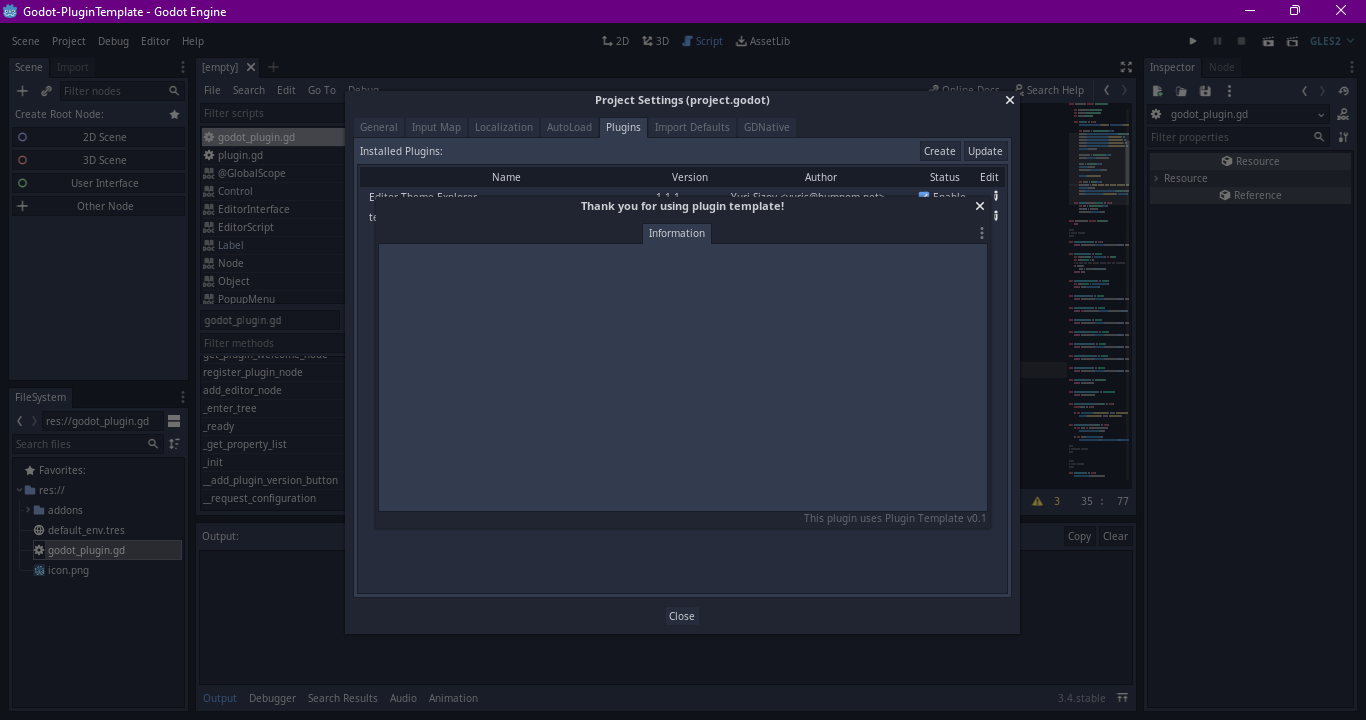 Godot-PluginTemplate - Godot Engine
Scene Project Debug Editor Help
2D 3D Script AssetLib
GLES2
Scene Import
Filter nodes
Create Root Node:
2D Scene
3D Scene
User Interface
Other Node
FileSystem
res://godot_plugin.gd
Search files
Favorites:
res://
addons
default_env.tres
godot_plugin.gd
icon.png
[empty]
File Search Edit Go To Debug
Online Docs Search Help
Filter scripts
godot_plugin.gd
plugin.gd
@GlobalScope
Control
EditorInterface
EditorScript
Label
Node
Object
PopupMenu
godot_plugin.gd
Filter methods
get_plugin_welcome_node
register_plugin_node
add_editor_node
_enter_tree
_ready
_get_property_list
_init
__add_plugin_version_button
__request_configuration
3 35 : 77
Project Settings (project.godot)
General Input Map Localization AutoLoad Plugins Import Defaults GDNative
Installed Plugins: Create Update
Name Version Author Status Edit
Editor Theme Explorer 1.1.1 Yuri Sizov <yuris@humnom.net> Enable
te
Thank you for using plugin template!
Information
This plugin uses Plugin Template v0.1
Close
Output: Copy Clear
Output Debugger Search Results Audio Animation 3.4.stable
Inspector Node
godot_plugin.gd
Filter properties
Resource
Resource
Reference